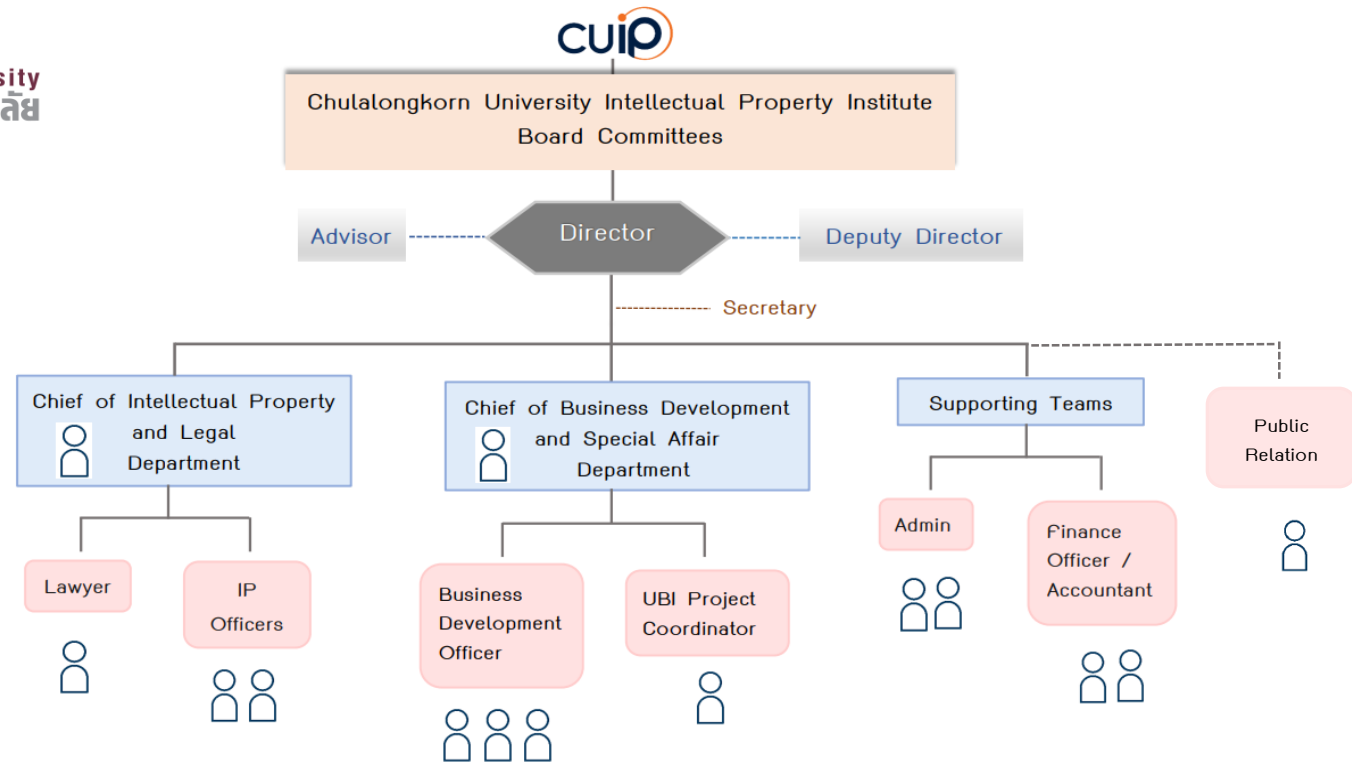 cuip
sity
ลัย
Chulalongkorn University Intellectual Property Institute
Board Committees
Advisor
Director
Deputy Director
Secretary
Chief of Intellectual Property
and Legal
Department
Chief of Business Development
and Special Affair
Department
Supporting Teams
Public
Relation
Lawyer
IP
Officers
Business
Development
Officer
UBI Project
Coordinator
Admin
Finance
Officer /
Accountant